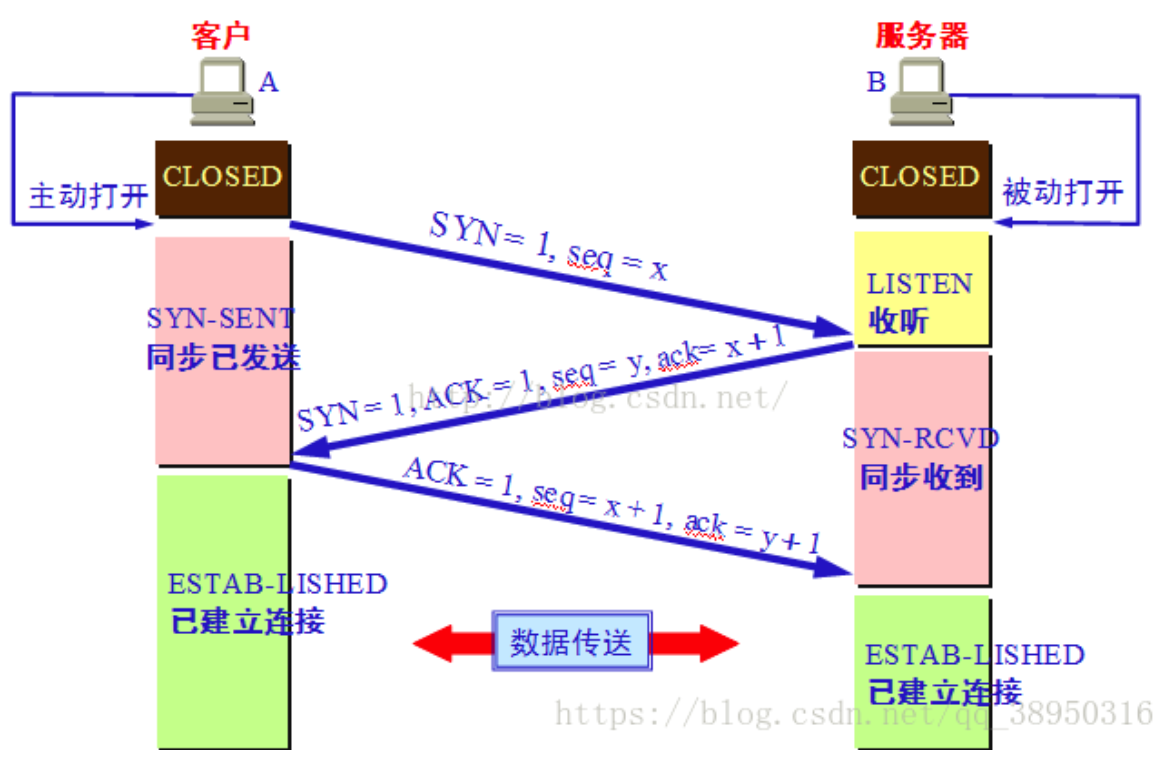 客户
服务器
A
B
CLOSED
CLOSED
主动打开
被动打开
SYN = 1, seq = x
LISTEN
收听
SYN-SENT
同步已发送
SYN = 1, ACK = 1, seq = y, ack= x + 1
http://blog.csdn.net/
SYN-RCVD
同步收到
ACK = 1, seq = x + 1, ack = y + 1
ESTAB-LISHED
已建立连接
数据传送
ESTAB-LISHED
已建立连接
https://blog.csdn.net/qq_38950316